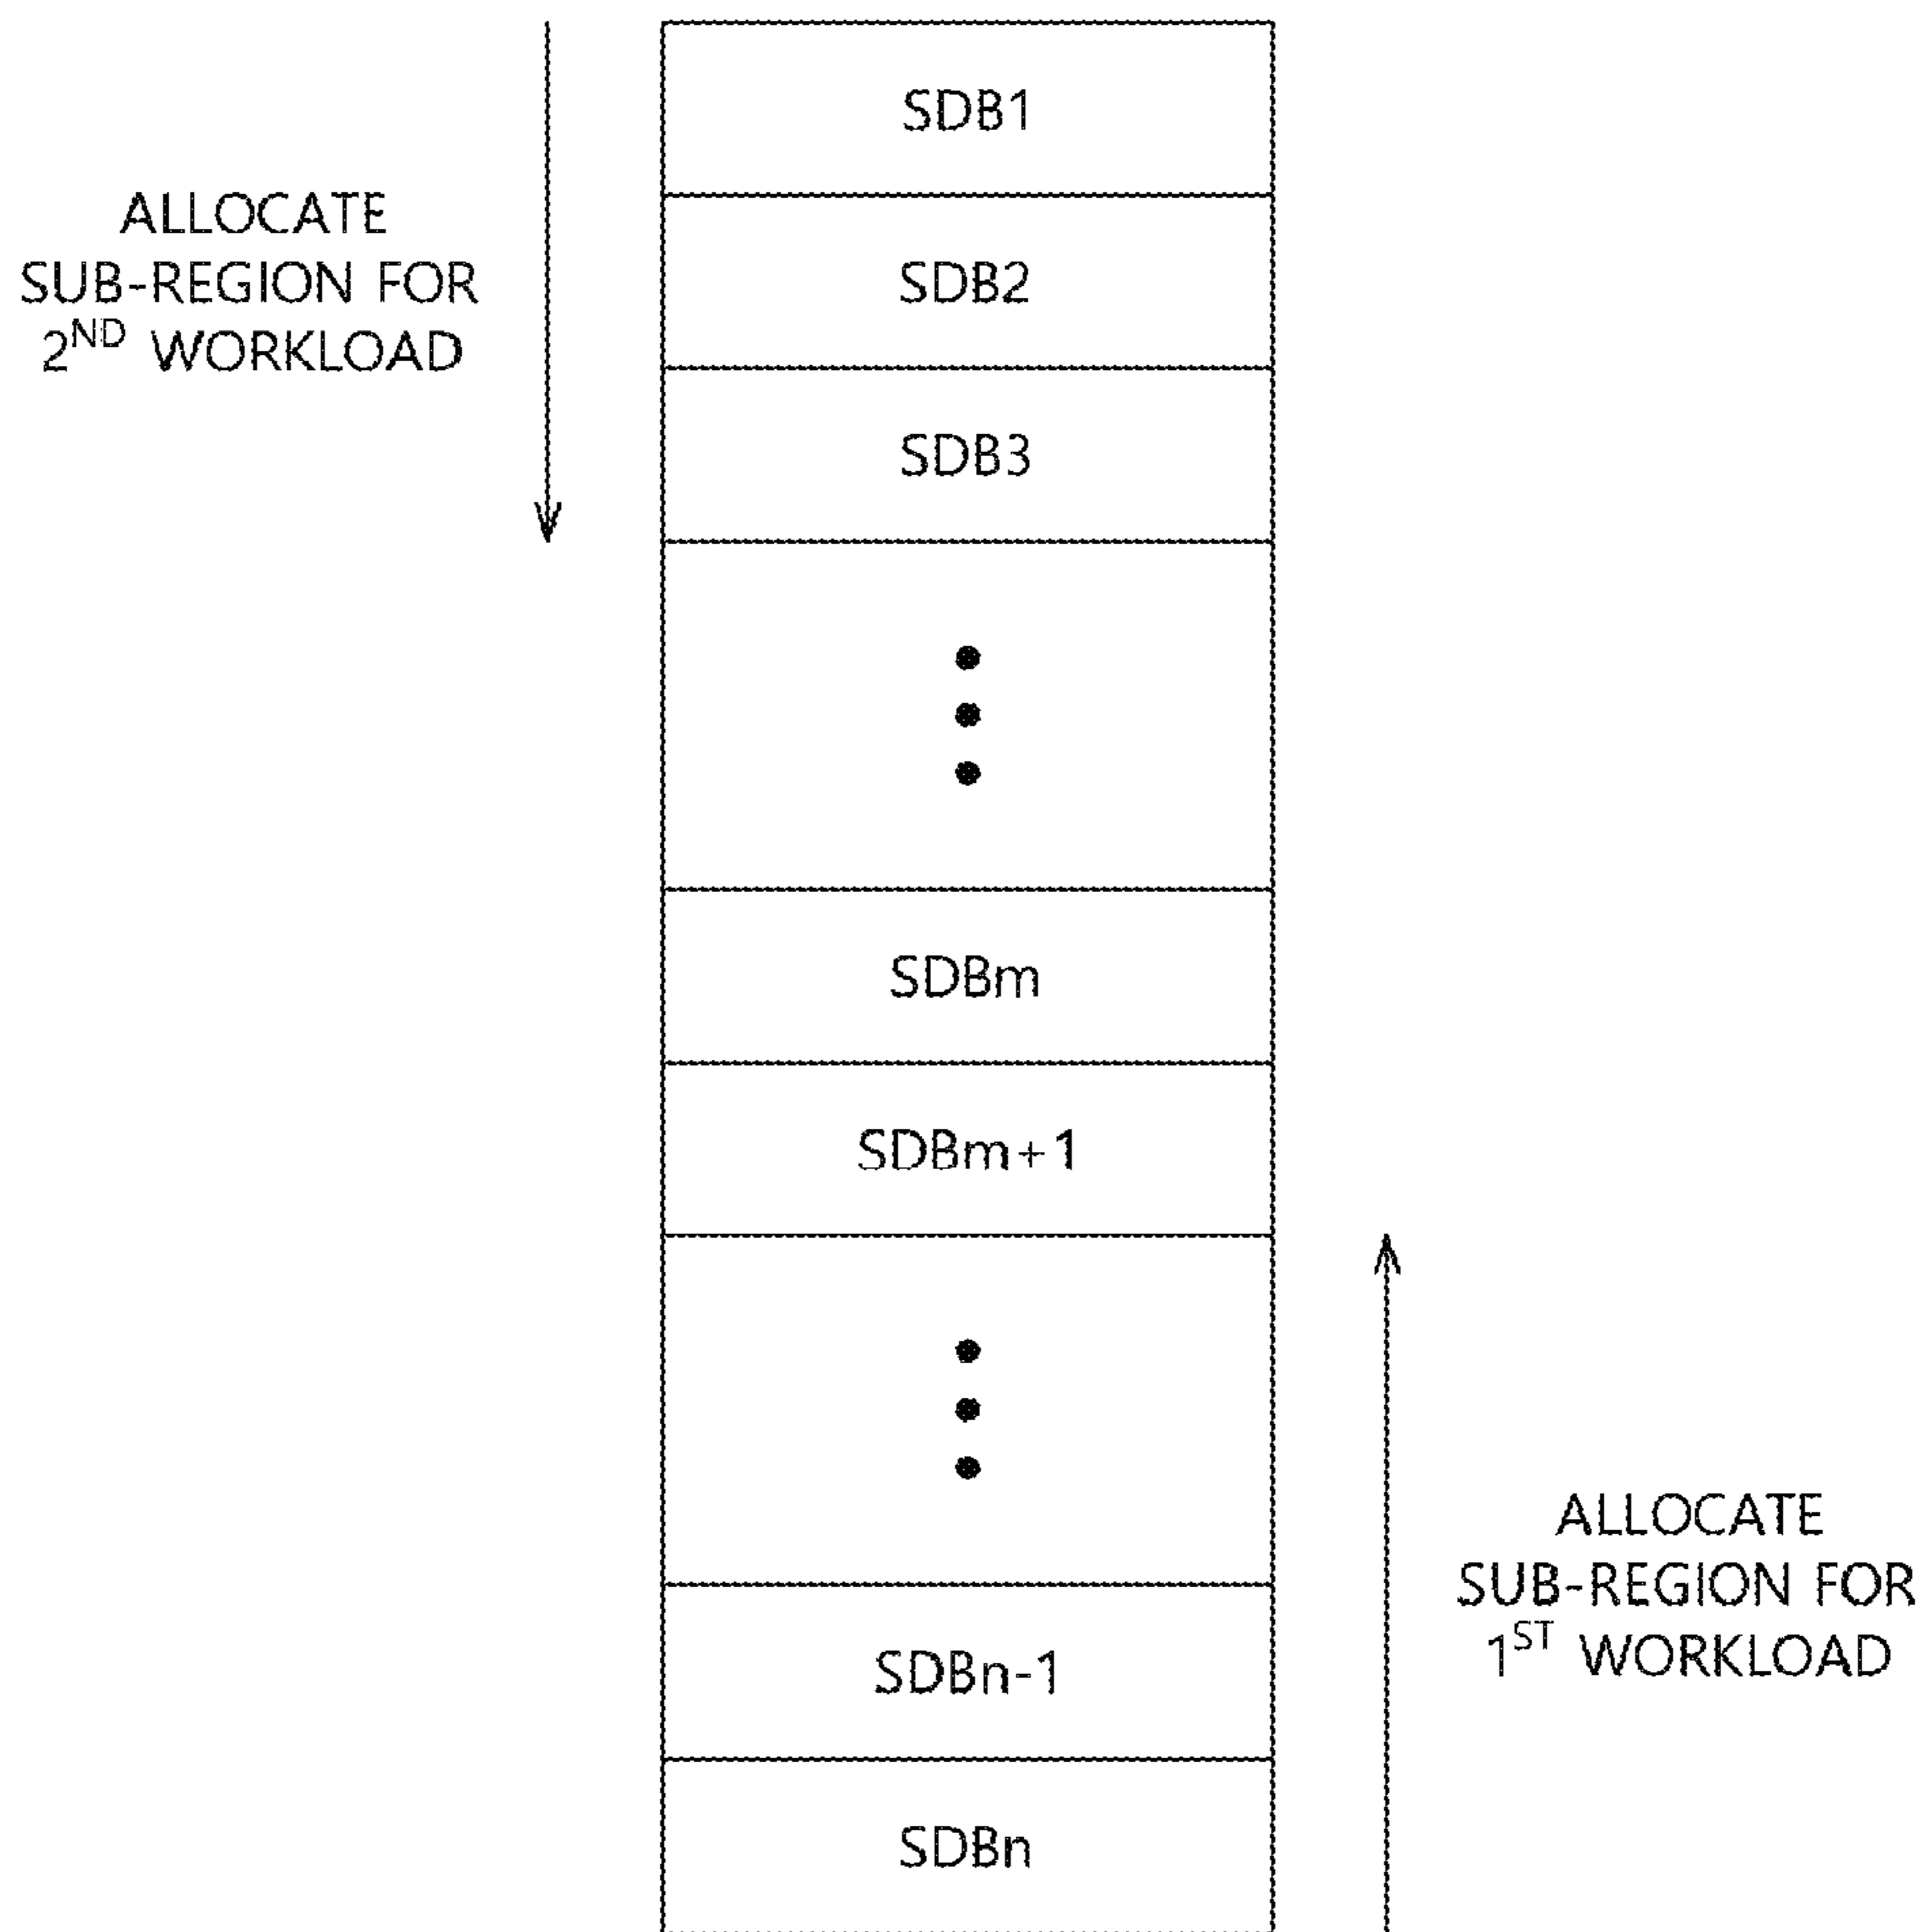 SDB1
ALLOCATE
SUB-REGION FOR
2ND WORKLOAD
SDB2
SDB3
SDBm
SDBm+1
ALLOCATE
SUB-REGION FOR
1ST WORKLOAD
SDBn-1
SDBn